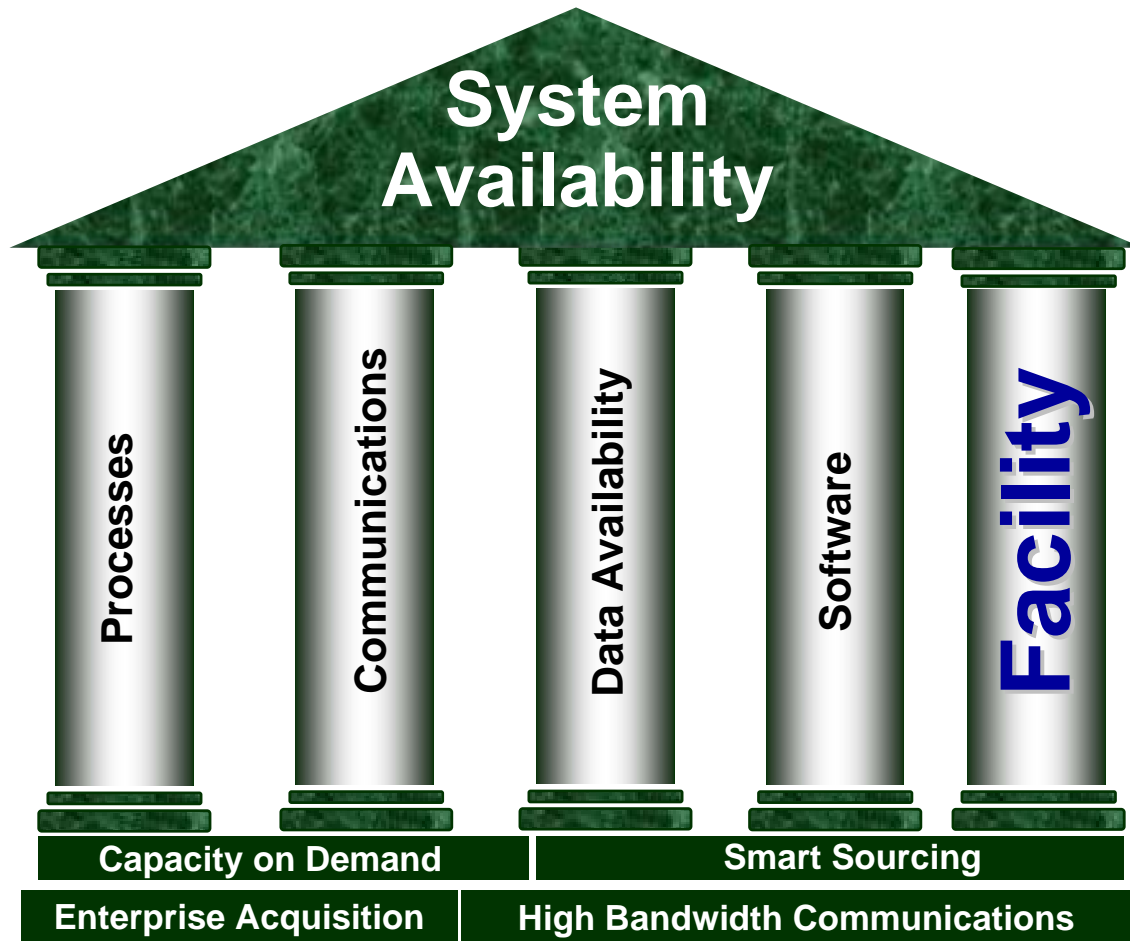 System
Availability
Processes
Communications
Data Availability
Software
Facility
Capacity on Demand
Smart Sourcing
Enterprise Acquisition
High Bandwidth Communications